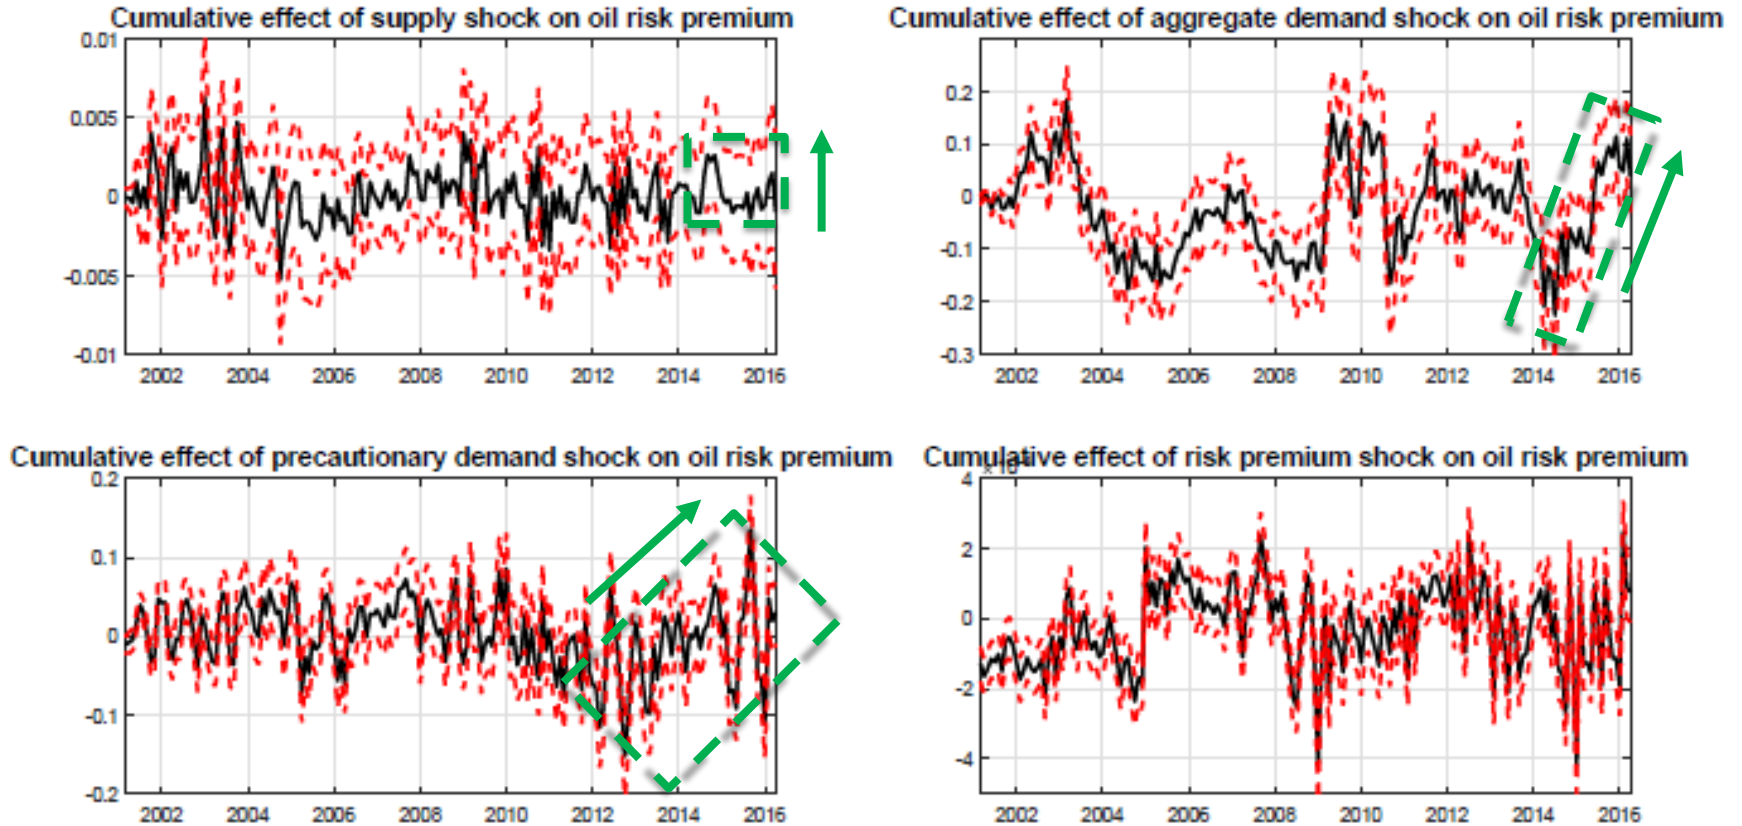 Cumulative effect of supply shock on oil risk premium
0.01
0.005
0
-0.005
-0.01
2002 2004 2006 2008 2010 2012 2014 2016
Cumulative effect of aggregate demand shock on oil risk premium
0.2
0.1
0
-0.1
-0.2
-0.3
2002 2004 2006 2008 2010 2012 2014 2016
Cumulative effect of precautionary demand shock on oil risk premium
0.2
0.1
0
-0.1
-0.2
2002 2004 2006 2008 2010 2012 2014 2016
Cumulative effect of risk premium shock on oil risk premium
4
2
0
-2
-4
2002 2004 2006 2008 2010 2012 2014 2016